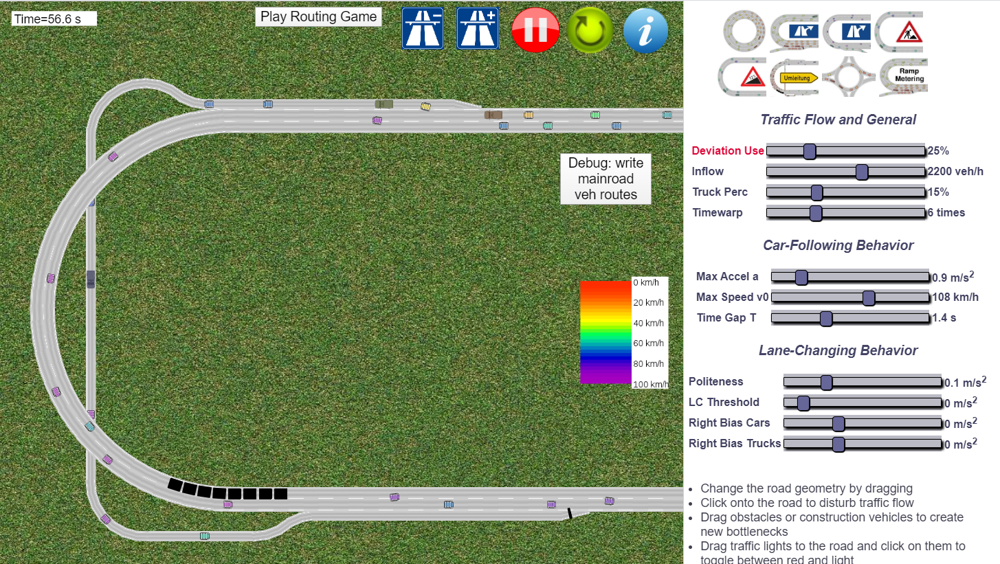 Time=56.6 s
Play Routing Game
Debug: write
mainroad
veh routes
0 km/h
20 km/h
40 km/h
60 km/h
80 km/h
100 km/h
Umleitung
Ramp
Metering
Traffic Flow and General
Deviation Use 25%
Inflow 2200 veh/h
Truck Perc 15%
Timewarp 6 times
Car-Following Behavior
Max Accel a 0.9 m/s²
Max Speed v0 108 km/h
Time Gap T 1.4 s
Lane-Changing Behavior
Politeness 0.1 m/s²
LC Threshold 0 m/s²
Right Bias Cars 0 m/s²
Right Bias Trucks 0 m/s²
• Change the road geometry by dragging
• Click onto the road to disturb traffic flow
• Drag obstacles or construction vehicles to create
new bottlenecks
• Drag traffic lights to the road and click on them to
toggle between red and light